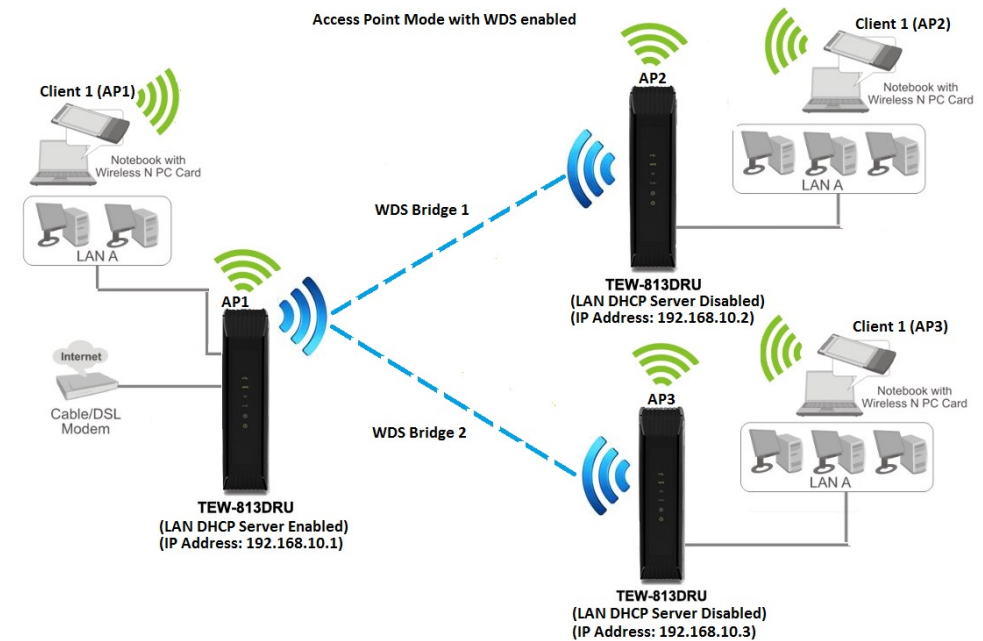 Access Point Mode with WDS enabled
Client 1 (AP1)
Notebook with
Wireless N PC Card
LAN A
Internet
Cable/DSL
Modem
AP1
TEW-813DRU
(LAN DHCP Server Enabled)
(IP Address: 192.168.10.1)
WDS Bridge 1
WDS Bridge 2
AP2
TEW-813DRU
(LAN DHCP Server Disabled)
(IP Address: 192.168.10.2)
Client 1 (AP2)
Notebook with
Wireless N PC Card
LAN A
AP3
TEW-813DRU
(LAN DHCP Server Disabled)
(IP Address: 192.168.10.3)
Client 1 (AP3)
Notebook with
Wireless N PC Card
LAN A